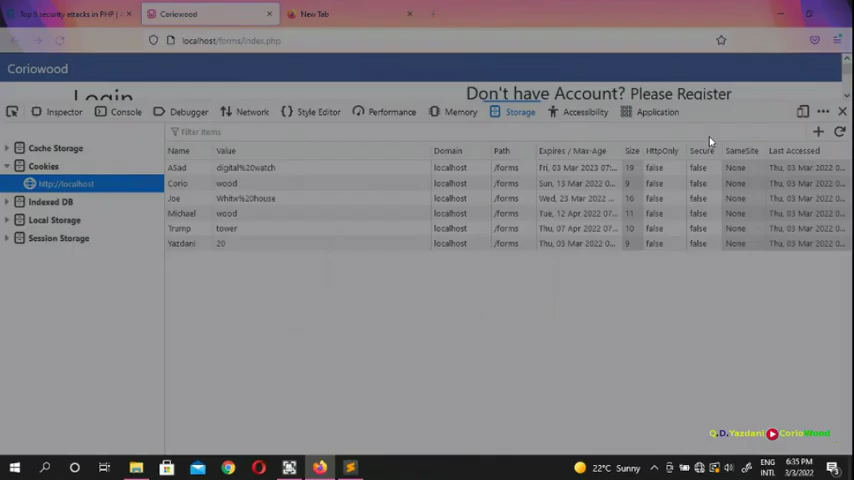 Top 5 security attacks in PHP |
Coriowood
New Tab
localhost/forms/index.php
Coriowood
Login
Don't have Account? Please Register
Inspector Console Debugger Network Style Editor Performance Memory Storage Accessibility Application
Filter Items
Cache Storage
Cookies
http://localhost
Indexed DB
Local Storage
Session Storage
Name Value Domain Path Expires / Max-Age Size HttpOnly Secure SameSite Last Accessed
ASad digital%20watch localhost /forms Fri, 03 Mar 2023 07:... 19 false false None Thu, 03 Mar 2022 0...
Corio wood localhost /forms Sun, 13 Mar 2022 0... 9 false false None Thu, 03 Mar 2022 0...
Joe Whitw%20house localhost /forms Wed, 23 Mar 2022 ... 16 false false None Thu, 03 Mar 2022 0...
Michael wood localhost /forms Tue, 12 Apr 2022 07... 11 false false None Thu, 03 Mar 2022 0...
Trump tower localhost /forms Thu, 07 Apr 2022 07... 10 false false None Thu, 03 Mar 2022 0...
Yazdani 20 localhost /forms Thu, 03 Mar 2022 0... 9 false false None Thu, 03 Mar 2022 0...
Q.D.Yazdani CorioWood
22°C Sunny
ENG
INTL
6:35 PM
3/3/2022